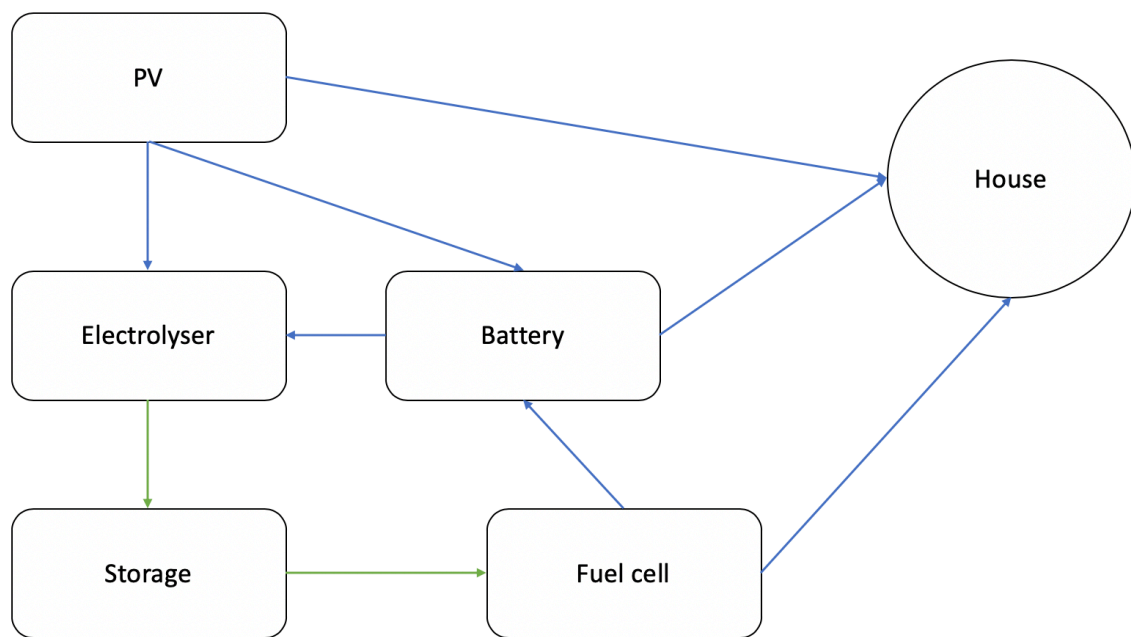 PV
House
Electrolyser
Battery
Storage
Fuel cell